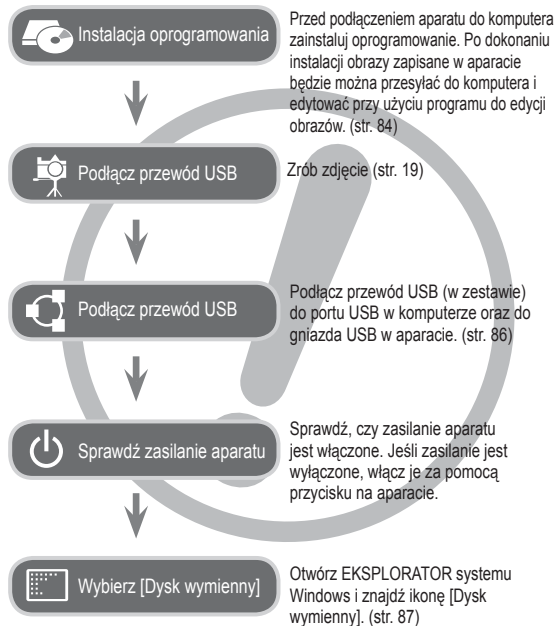 Instalacja oprogramowania
Przed podłączeniem aparatu do komputera
zainstaluj oprogramowanie. Po dokonaniu
instalacji obrazy zapisane w aparacie
będzie można przesyłać do komputera i
edytować przy użyciu programu do edycji
obrazów. (str. 84)
Podłącz przewód USB
Zrób zdjęcie (str. 19)
Podłącz przewód USB
Podłącz przewód USB (w zestawie)
do portu USB w komputerze oraz do
gniazda USB w aparacie. (str. 86)
Sprawdź zasilanie aparatu
Sprawdź, czy zasilanie aparatu
jest włączone. Jeśli zasilanie jest
wyłączone, włącz je za pomocą
przycisku na aparacie.
Wybierz [Dysk wymienny]
Otwórz EKSPLORATOR systemu
Windows i znajdź ikonę [Dysk
wymienny]. (str. 87)